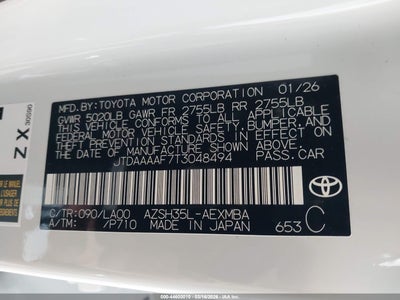 MFD.BY:TOYOTA MOTOR CORPORATION 01/26
GVWR 5020LB GAWR FR 2755LB RR 2755LB
THIS VEHICLE CONFORMS TO ALL APPLICABLE
FEDERAL MOTOR VEHICLE SAFETY, BUMPER, AND
THEFT PREVENTION STANDARDS IN EFFECT ON THE DATE
OF MANUFACTURE SHOWN ABOVE.
JTDAAAAF7T3048494 PASS.CAR
C/TR:090/LA00 AZSH35L-AEXMBA
A/TM: /P710 MADE IN JAPAN 653 C
TOYOTA